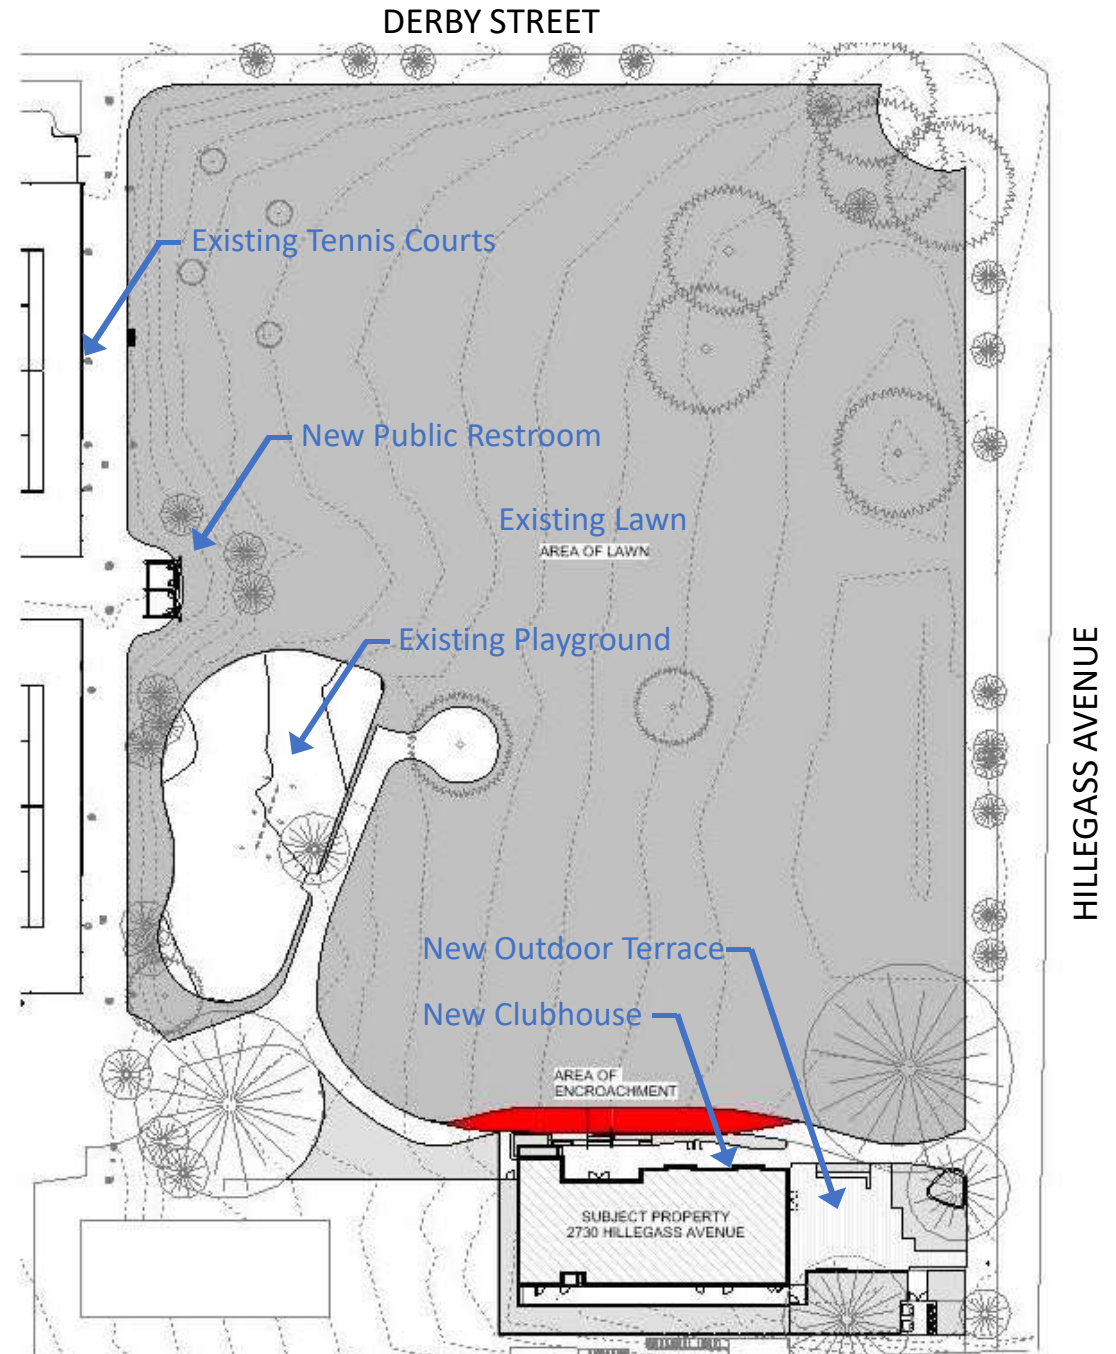 DERBY STREET
Existing Tennis Courts
New Public Restroom
Existing Lawn
AREA OF LAWN
Existing Playground
HILLEGASS AVENUE
New Outdoor Terrace
New Clubhouse
AREA OF
ENCROACHMENT
SUBJECT PROPERTY
2730 HILLEGASS AVENUE